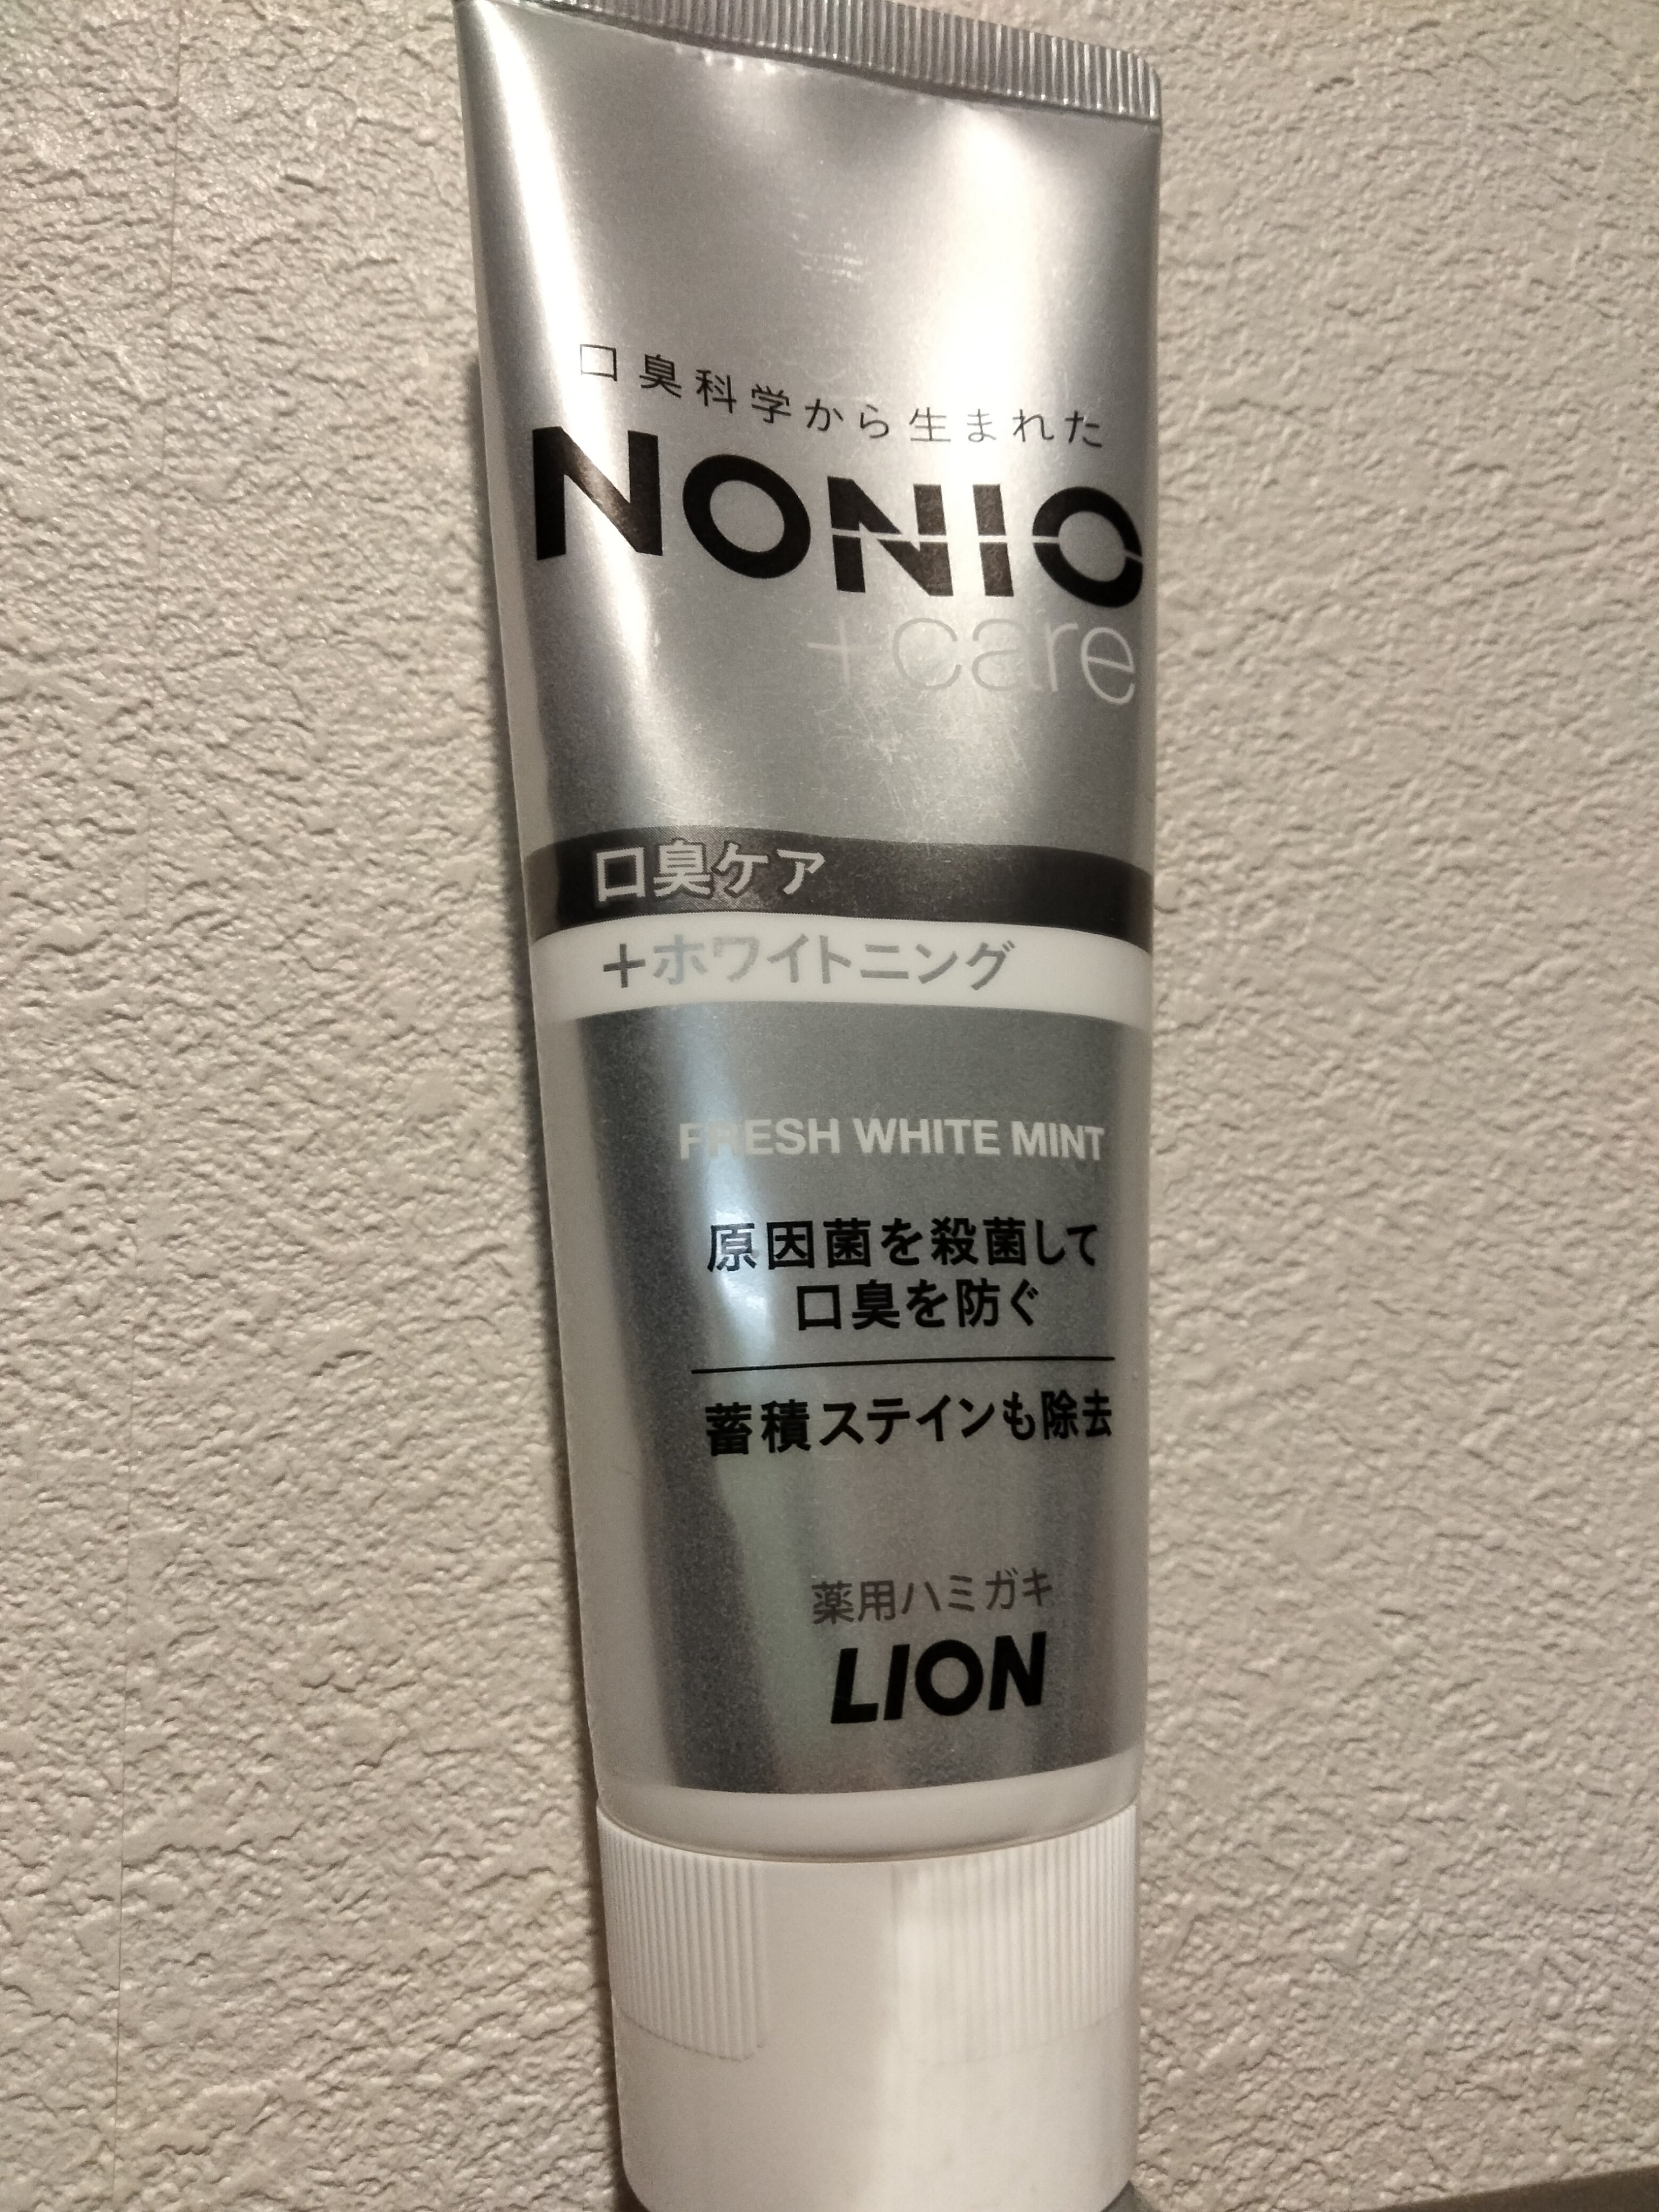 口臭科学から生まれた
NONIO
+care
口臭ケア
+ホワイトニング
FRESH WHITE MINT
原因菌を殺菌して
口臭を防ぐ
蓄積ステインも除去
薬用ハミガキ
LION